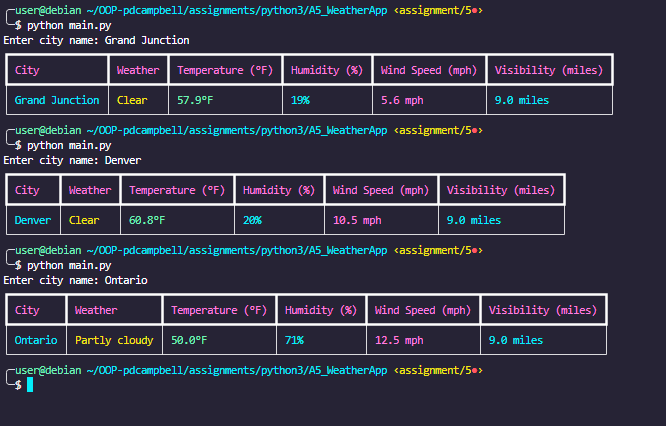 ╭─user@debian ~/OOP-pdcampbell/assignments/python3/A5_WeatherApp ‹assignment/5●›
╰─$ python main.py
Enter city name: Grand Junction
City Weather Temperature (°F) Humidity (%) Wind Speed (mph) Visibility (miles)
Grand Junction Clear 57.9°F 19% 5.6 mph 9.0 miles
╭─user@debian ~/OOP-pdcampbell/assignments/python3/A5_WeatherApp ‹assignment/5●›
╰─$ python main.py
Enter city name: Denver
City Weather Temperature (°F) Humidity (%) Wind Speed (mph) Visibility (miles)
Denver Clear 60.8°F 20% 10.5 mph 9.0 miles
╭─user@debian ~/OOP-pdcampbell/assignments/python3/A5_WeatherApp ‹assignment/5●›
╰─$ python main.py
Enter city name: Ontario
City Weather Temperature (°F) Humidity (%) Wind Speed (mph) Visibility (miles)
Ontario Partly cloudy 50.0°F 71% 12.5 mph 9.0 miles
╭─user@debian ~/OOP-pdcampbell/assignments/python3/A5_WeatherApp ‹assignment/5●›
╰─$